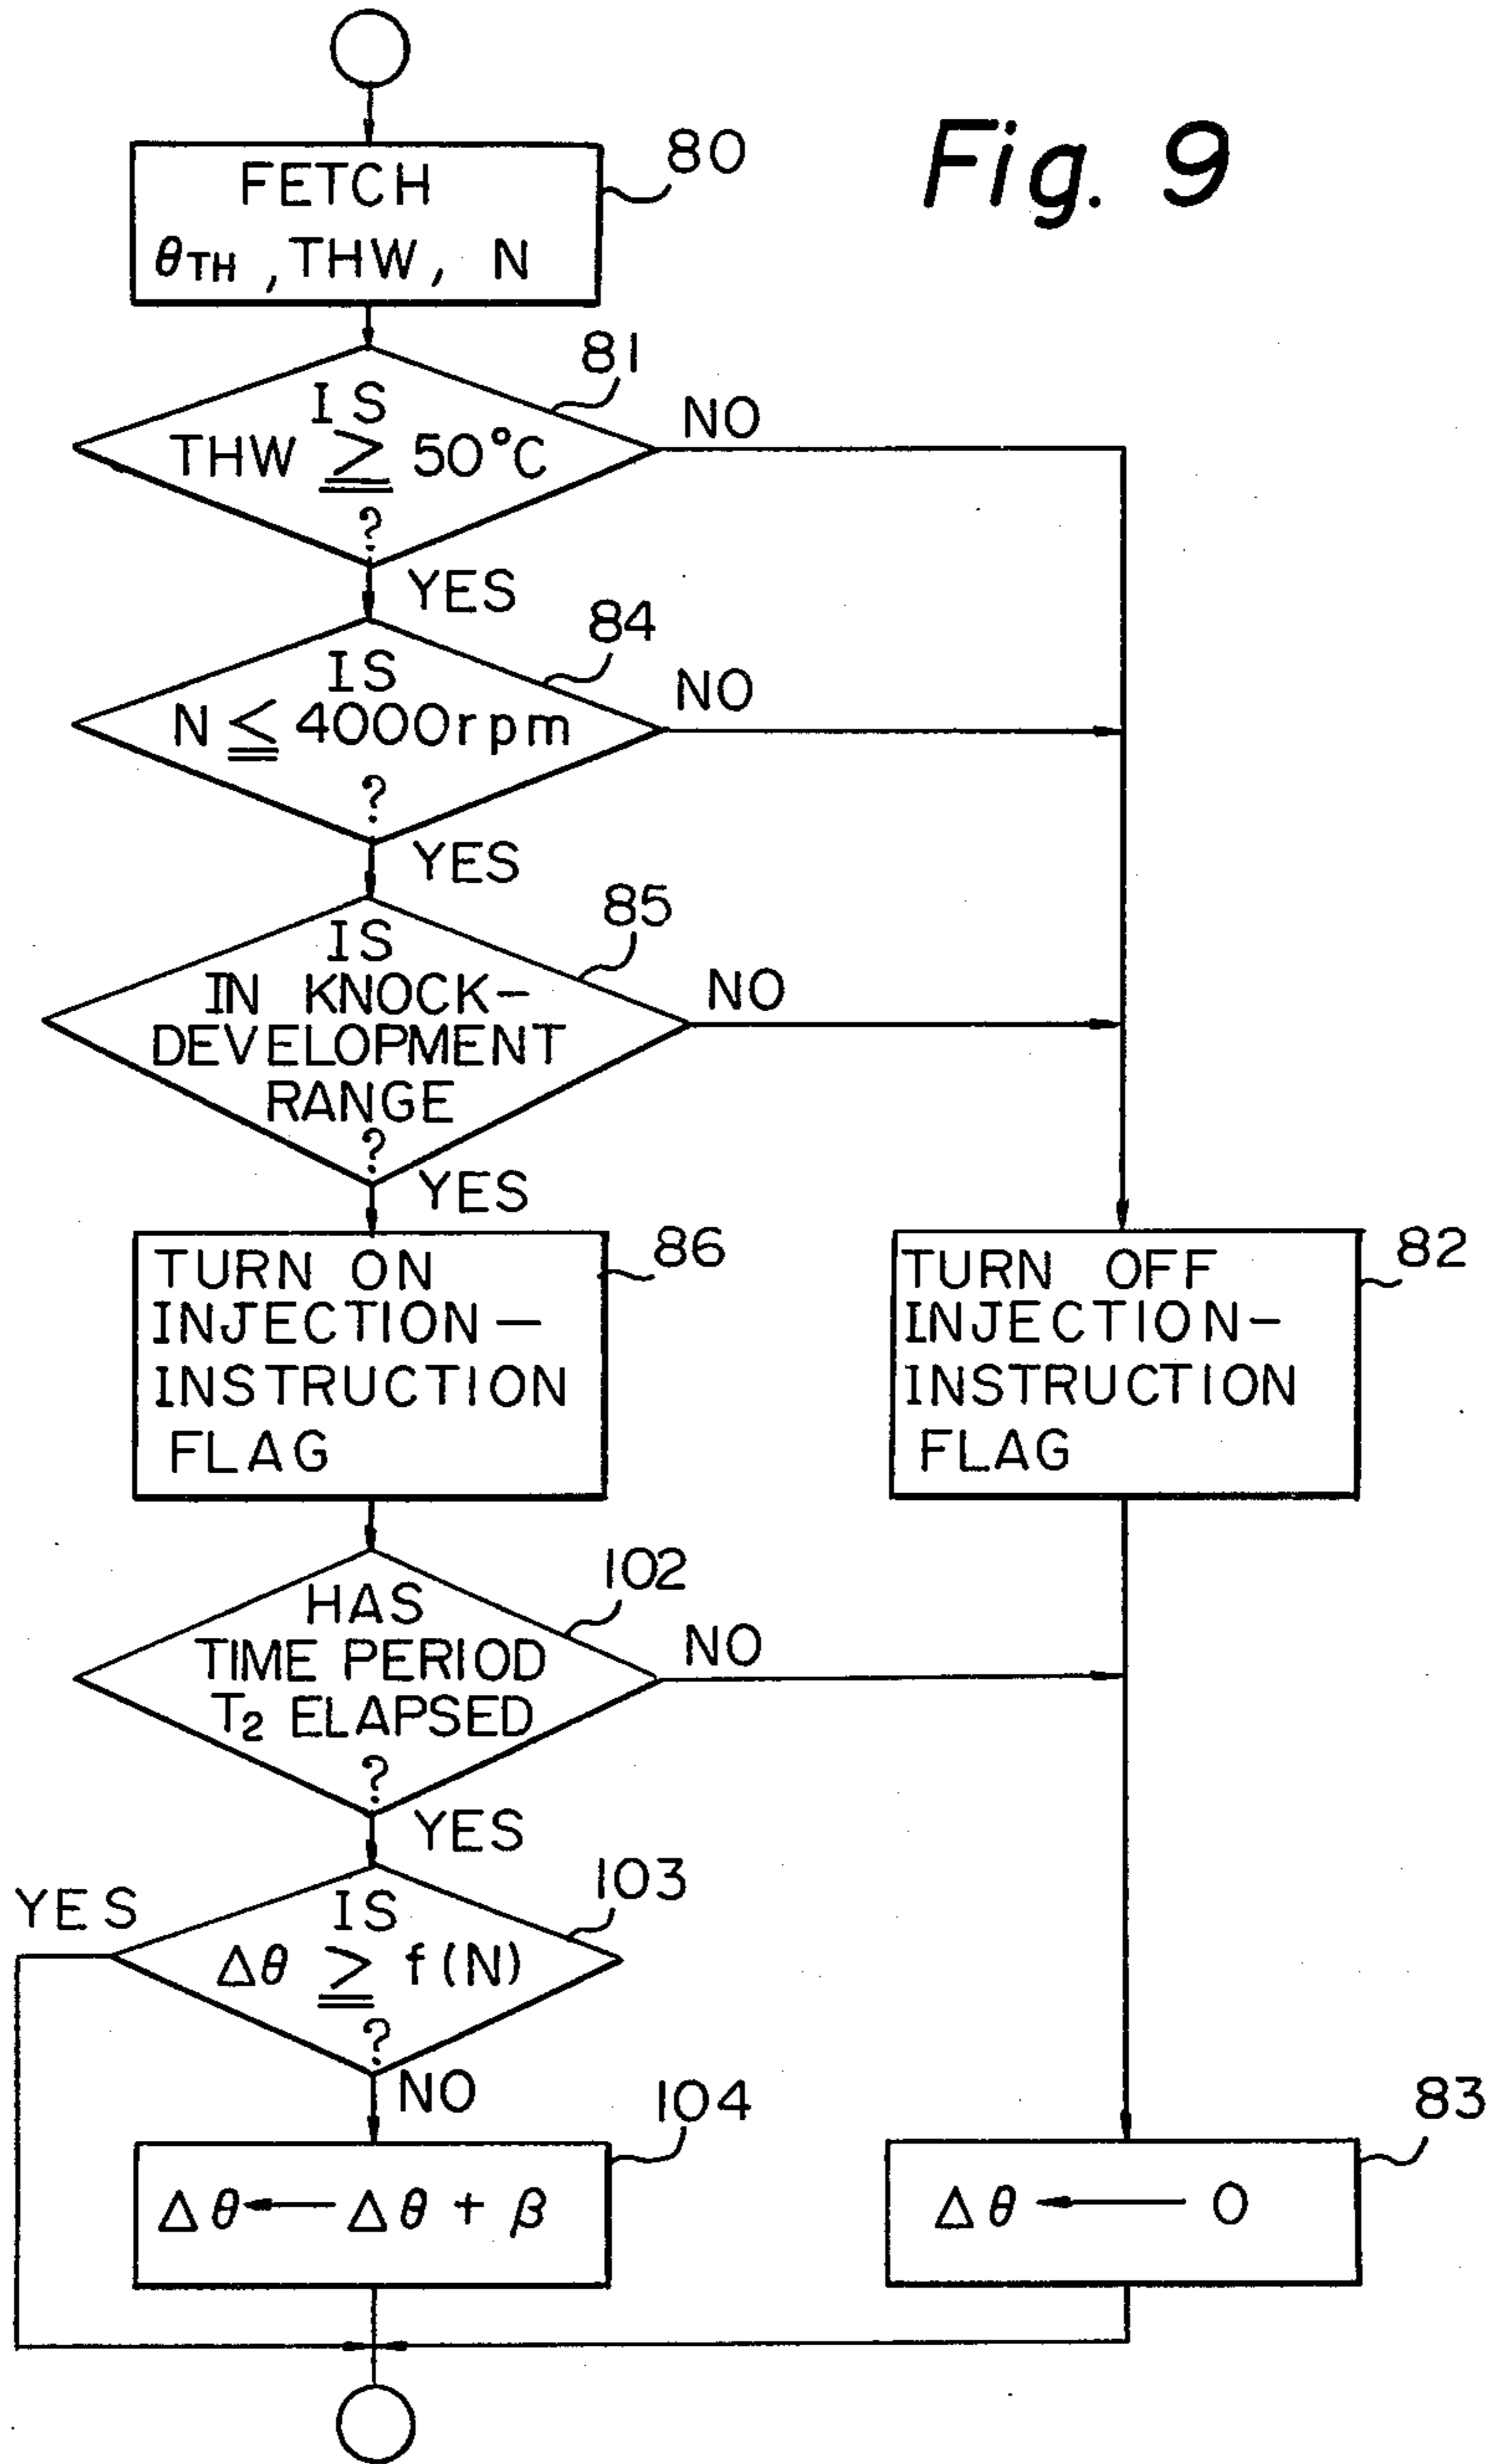 Fig. 9
80
FETCH
θTH , THW, N
81
IS
THW ≧ 50°C
?
NO
YES
84
IS
N ≦ 4000rpm
?
NO
YES
85
IS
IN KNOCK-
DEVELOPMENT
RANGE
?
NO
YES
86
TURN ON
INJECTION—
INSTRUCTION
FLAG
82
TURN OFF
INJECTION-
INSTRUCTION
FLAG
102
HAS
TIME PERIOD
T2 ELAPSED
?
NO
YES
103
YES
IS
Δθ ≧ f(N)
?
NO
104
Δθ ← Δθ + β
83
Δθ ← 0